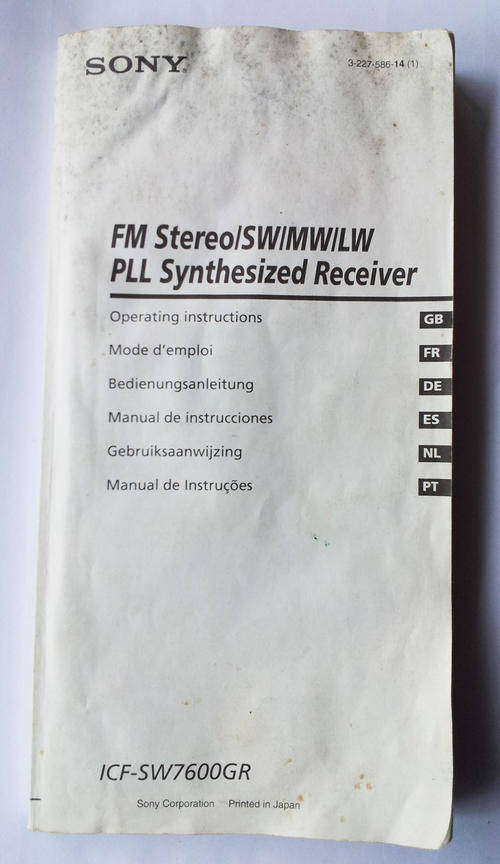 SONY®
3-227-586-14 (1)
FM Stereo/SW/MW/LW
PLL Synthesized Receiver
Operating instructions GB
Mode d'emploi FR
Bedienungsanleitung DE
Manual de instrucciones ES
Gebruiksaanwijzing NL
Manual de Instruções PT
ICF-SW7600GR
Sony Corporation Printed in Japan